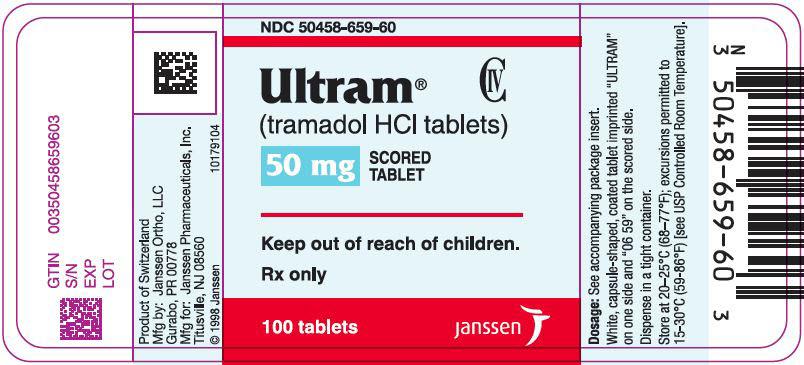 GTIN 00350458659603
S/N
EXP
LOT
Product of Switzerland
Mfg by: Janssen Ortho, LLC
Gurabo, PR 00778
Mfg for: Janssen Pharmaceuticals, Inc.
Titusville, NJ 08560
© 1998 Janssen 10179104
NDC 50458-659-60
Ultram® CIV
(tramadol HCl tablets)
50 mg SCORED
TABLET
Keep out of reach of children.
Rx only
100 tablets janssen
Dosage: See accompanying package insert.
White, capsule-shaped, coated tablet imprinted “ULTRAM”
on one side and “06 59” on the scored side.
Dispense in a tight container.
Store at 20–25°C (68–77°F); excursions permitted to
15-30°C (59-86°F) [see USP Controlled Room Temperature].
N
3 50458-659-60 3